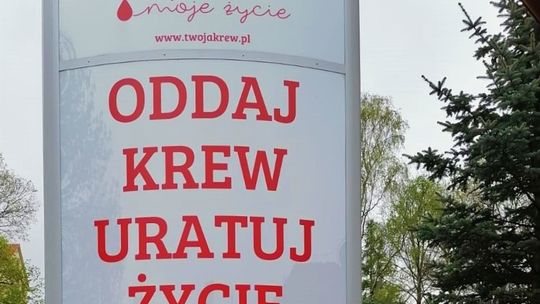 moje życie
www.twojakrew.pl
ODDAJ
KREW
URATUJ
ŻYCIE